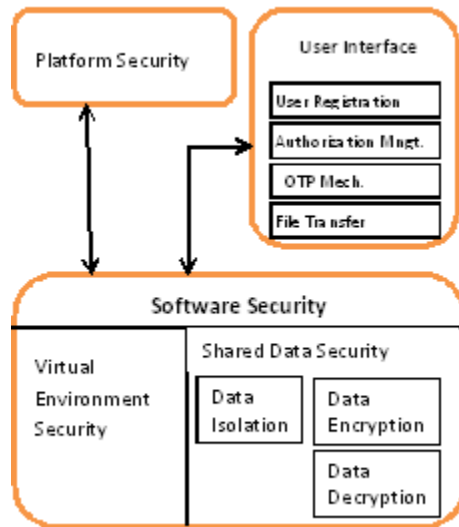 Platform Security
User Interface
User Registration
Authorization Mngt.
OTP Mech.
File Transfer
Software Security
Virtual
Environment
Security
Shared Data Security
Data
Isolation
Data
Encryption
Data
Decryption